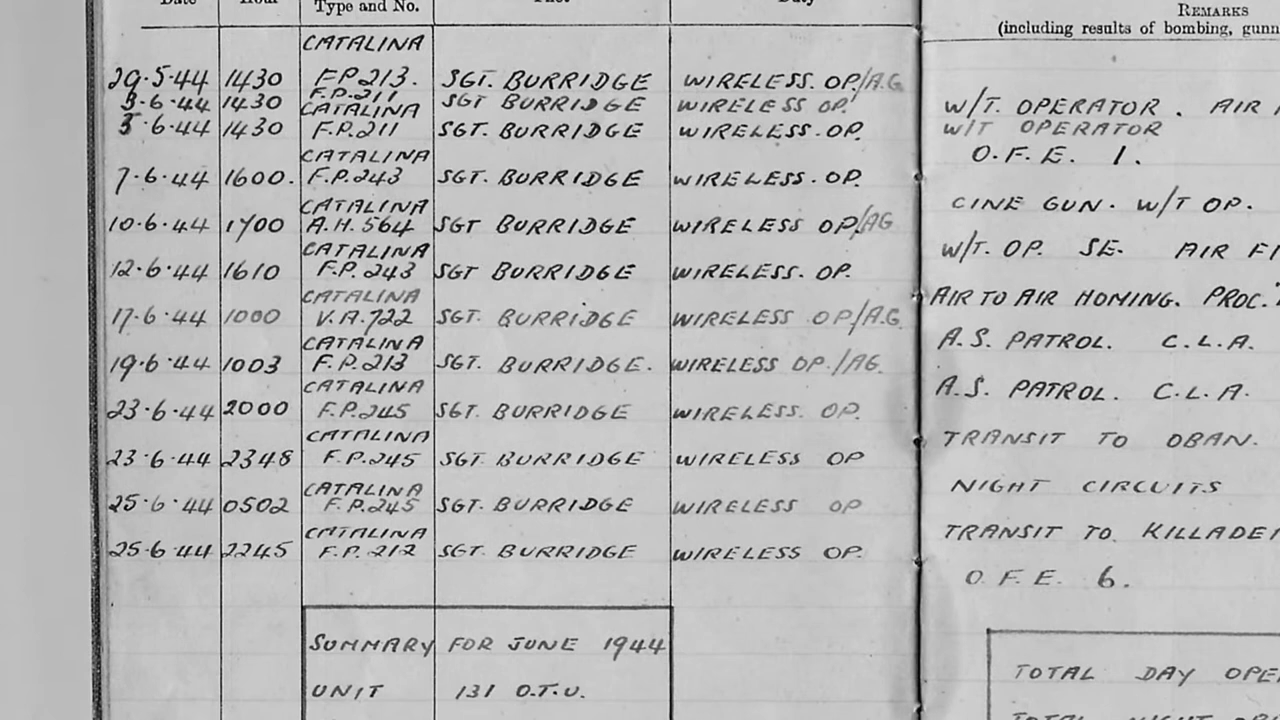 Date Hour Type and No. Pilot Duty
REMARKS
(including results of bombing, gunn
CATALINA
29.5.44 1430 F.P.213. SGT. BURRIDGE WIRELESS. OP/A.G
3.6.44 1430 F.P.211 SGT BURRIDGE WIRELESS OP. W/T. OPERATOR . AIR
CATALINA
5.6.44 1430 F.P.211 SGT. BURRIDGE WIRELESS.OP. W/T OPERATOR
CATALINA O.F.E. 1.
7.6.44 1600. F.P.243 SGT. BURRIDGE WIRELESS. OP.
CATALINA CINE GUN. W/T OP.
10.6.44 1700 A.H.564 SGT BURRIDGE WIRELESS OP/AG
CATALINA W/T. OP. SE. AIR FI
12.6.44 1610 F.P.243 SGT BURRIDGE WIRELESS. OP.
CATALINA AIR TO AIR HOMING. PROC.
17.6.44 1000 V.A.722 SGT. BURRIDGE WIRELESS OP/A.G.
CATALINA A.S. PATROL. C.L.A.
19.6.44 1003 F.P.213 SGT. BURRIDGE. WIRELESS OP./AG.
CATALINA A.S. PATROL. C.L.A.
23.6.44 2000 F.P.245 SGT. BURRIDGE WIRELESS. OP.
CATALINA TRANSIT TO OBAN.
23.6.44 2348 F.P.245 SGT. BURRIDGE WIRELESS OP
CATALINA NIGHT CIRCUITS
25.6.44 0502 F.P.245 SGT. BURRIDGE WIRELESS OP
CATALINA TRANSIT TO KILLADE
25.6.44 2245 F.P.212 SGT. BURRIDGE WIRELESS OP.
O.F.E. 6.
SUMMARY FOR JUNE 1944
UNIT 131 O.T.U.
TOTAL DAY OPE
TOTAL NIGHT OP